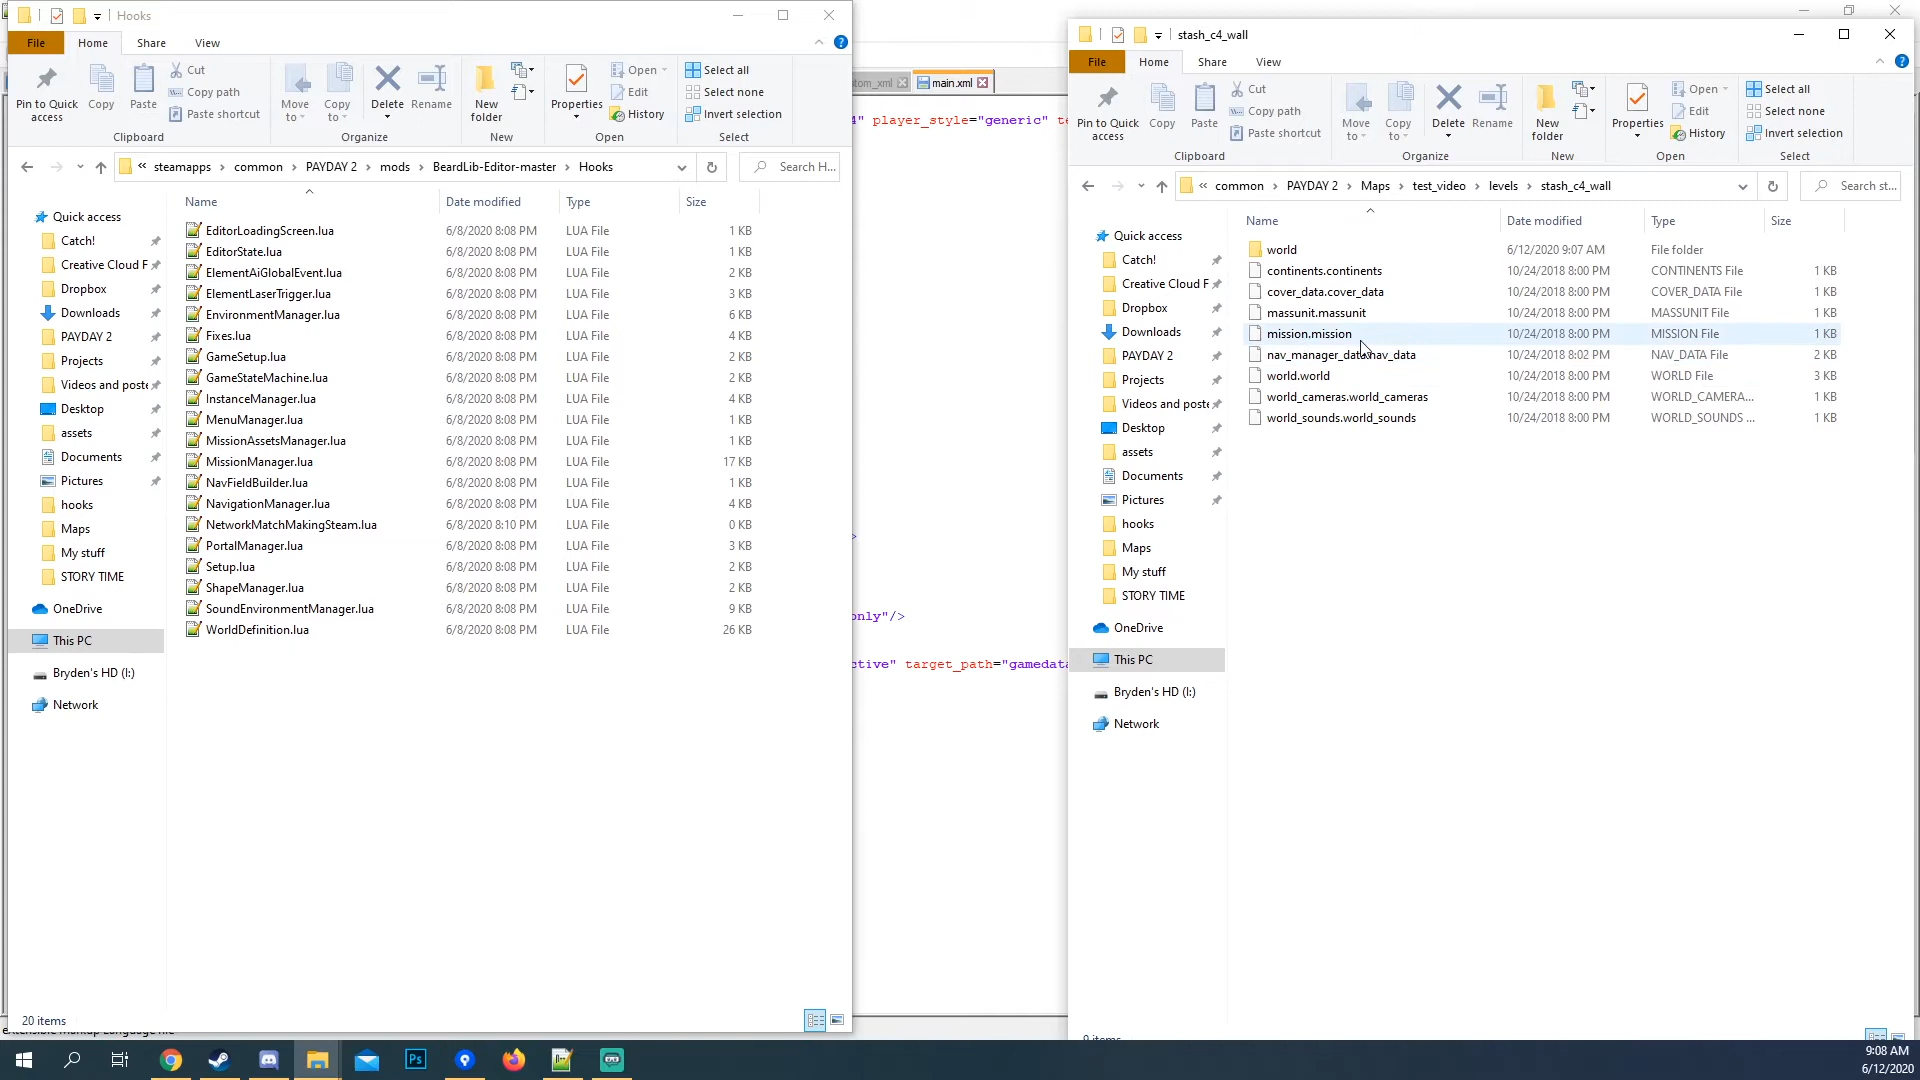 Hooks
File
Home
Share
View
Pin to Quick access
Copy
Paste
Cut
Copy path
Paste shortcut
Clipboard
Move to
Copy to
Delete
Rename
Organize
New folder
New
Properties
Open
Edit
History
Open
Select all
Select none
Invert selection
Select
« steamapps › common › PAYDAY 2 › mods › BeardLib-Editor-master › Hooks
Search H...
Name Date modified Type Size
Quick access
Catch!
Creative Cloud F
Dropbox
Downloads
PAYDAY 2
Projects
Videos and poste
Desktop
assets
Documents
Pictures
hooks
Maps
My stuff
STORY TIME
OneDrive
This PC
Bryden's HD (I:)
Network
EditorLoadingScreen.lua 6/8/2020 8:08 PM LUA File 1 KB
EditorState.lua 6/8/2020 8:08 PM LUA File 1 KB
ElementAiGlobalEvent.lua 6/8/2020 8:08 PM LUA File 2 KB
ElementLaserTrigger.lua 6/8/2020 8:08 PM LUA File 3 KB
EnvironmentManager.lua 6/8/2020 8:08 PM LUA File 6 KB
Fixes.lua 6/8/2020 8:08 PM LUA File 4 KB
GameSetup.lua 6/8/2020 8:08 PM LUA File 2 KB
GameStateMachine.lua 6/8/2020 8:08 PM LUA File 2 KB
InstanceManager.lua 6/8/2020 8:08 PM LUA File 4 KB
MenuManager.lua 6/8/2020 8:08 PM LUA File 1 KB
MissionAssetsManager.lua 6/8/2020 8:08 PM LUA File 1 KB
MissionManager.lua 6/8/2020 8:08 PM LUA File 17 KB
NavFieldBuilder.lua 6/8/2020 8:08 PM LUA File 1 KB
NavigationManager.lua 6/8/2020 8:08 PM LUA File 4 KB
NetworkMatchMakingSteam.lua 6/8/2020 8:10 PM LUA File 0 KB
PortalManager.lua 6/8/2020 8:08 PM LUA File 3 KB
Setup.lua 6/8/2020 8:08 PM LUA File 2 KB
ShapeManager.lua 6/8/2020 8:08 PM LUA File 2 KB
SoundEnvironmentManager.lua 6/8/2020 8:08 PM LUA File 9 KB
WorldDefinition.lua 6/8/2020 8:08 PM LUA File 26 KB
20 items
tom_xml
main.xml
" player_style="generic" te
>
only"/>
ctive" target_path="gamedata
stash_c4_wall
File
Home
Share
View
Pin to Quick access
Copy
Paste
Cut
Copy path
Paste shortcut
Clipboard
Move to
Copy to
Delete
Rename
Organize
New folder
New
Properties
Open
Edit
History
Open
Select all
Select none
Invert selection
Select
« common › PAYDAY 2 › Maps › test_video › levels › stash_c4_wall
Search st...
Name Date modified Type Size
Quick access
Catch!
Creative Cloud F
Dropbox
Downloads
PAYDAY 2
Projects
Videos and poste
Desktop
assets
Documents
Pictures
hooks
Maps
My stuff
STORY TIME
OneDrive
This PC
Bryden's HD (I:)
Network
world 6/12/2020 9:07 AM File folder
continents.continents 10/24/2018 8:00 PM CONTINENTS File 1 KB
cover_data.cover_data 10/24/2018 8:00 PM COVER_DATA File 1 KB
massunit.massunit 10/24/2018 8:00 PM MASSUNIT File 1 KB
mission.mission 10/24/2018 8:00 PM MISSION File 1 KB
nav_manager_data.nav_data 10/24/2018 8:02 PM NAV_DATA File 2 KB
world.world 10/24/2018 8:00 PM WORLD File 3 KB
world_cameras.world_cameras 10/24/2018 8:00 PM WORLD_CAMERA... 1 KB
world_sounds.world_sounds 10/24/2018 8:00 PM WORLD_SOUNDS ... 1 KB
9:08 AM
6/12/2020